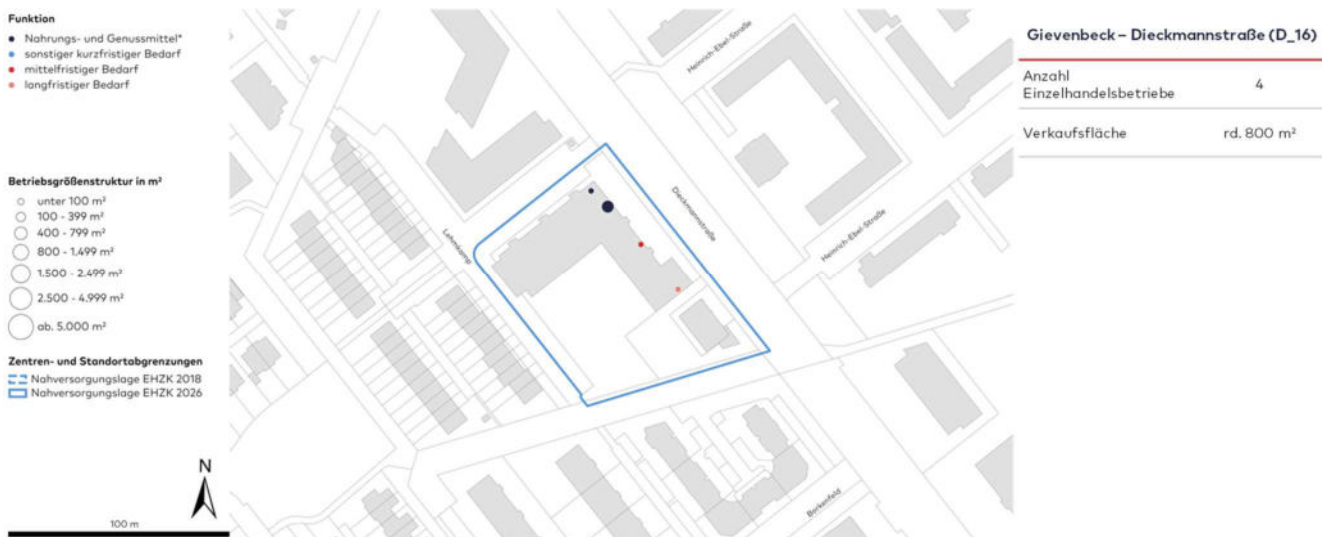 Funktion
Nahrungs- und Genussmittel*
sonstiger kurzfristiger Bedarf
mittelfristiger Bedarf
langfristiger Bedarf
Betriebsgrößenstruktur in m²
unter 100 m²
100 - 399 m²
400 - 799 m²
800 - 1.499 m²
1.500 - 2.499 m²
2.500 - 4.999 m²
ab. 5.000 m²
Zentren- und Standortabgrenzungen
Nahversorgungslage EHZK 2018
Nahversorgungslage EHZK 2026
N
100 m
Heinrich-Ebel-Straße
Dieckmannstraße
Lehmkamp
Heinrich-Ebel-Straße
Borkenfeld
Gievenbeck – Dieckmannstraße (D_16)
Anzahl
Einzelhandelsbetriebe 4
Verkaufsfläche rd. 800 m²